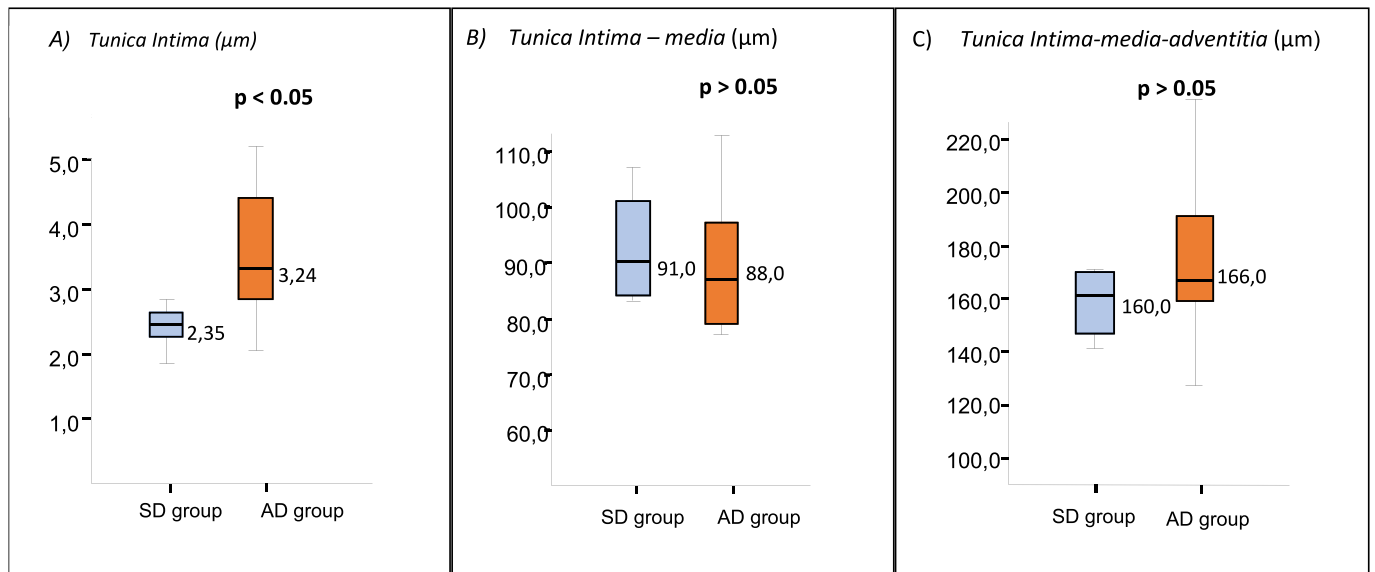 A) Tunica Intima (μm)
p < 0.05
5,0
4,0
3,0
2,0
1,0
3,24
2,35
SD group AD group
B) Tunica Intima – media (μm)
p > 0.05
110,0
100,0
90,0
80,0
70,0
60,0
91,0
88,0
SD group AD group
C) Tunica Intima-media-adventitia (μm)
p > 0.05
220,0
200,0
180,0
160,0
140,0
120,0
100,0
160,0
166,0
SD group AD group